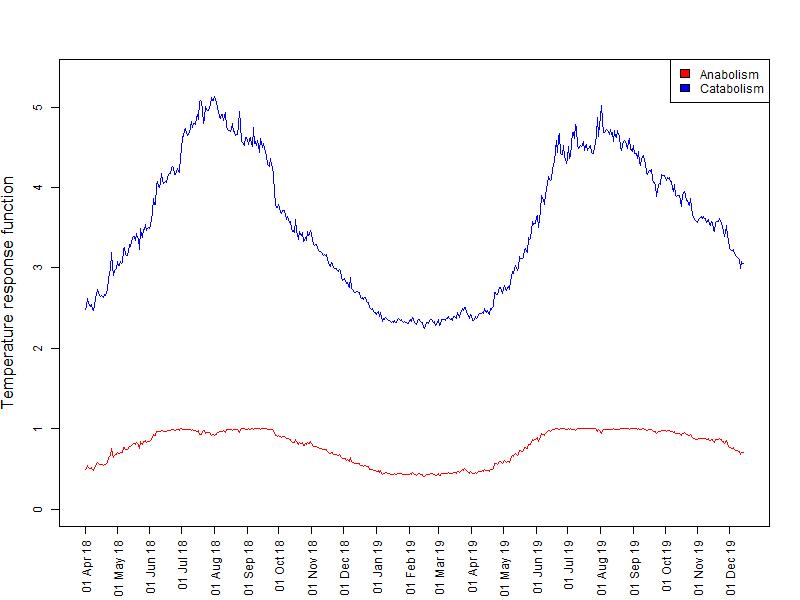 Anabolism
Catabolism
Temperature response function
5
4
3
2
1
0
01 Apr 18
01 May 18
01 Jun 18
01 Jul 18
01 Aug 18
01 Sep 18
01 Oct 18
01 Nov 18
01 Dec 18
01 Jan 19
01 Feb 19
01 Mar 19
01 Apr 19
01 May 19
01 Jun 19
01 Jul 19
01 Aug 19
01 Sep 19
01 Oct 19
01 Nov 19
01 Dec 19